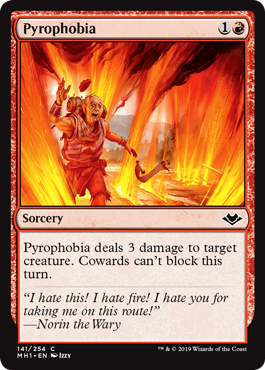 Pyrophobia
1
Sorcery
Pyrophobia deals 3 damage to target
creature. Cowards can't block this
turn.
"I hate this! I hate fire! I hate you for
taking me on this route!"
—Norin the Wary
141/254 C
MH1 • EN Izzy
™ & © 2019 Wizards of the Coast